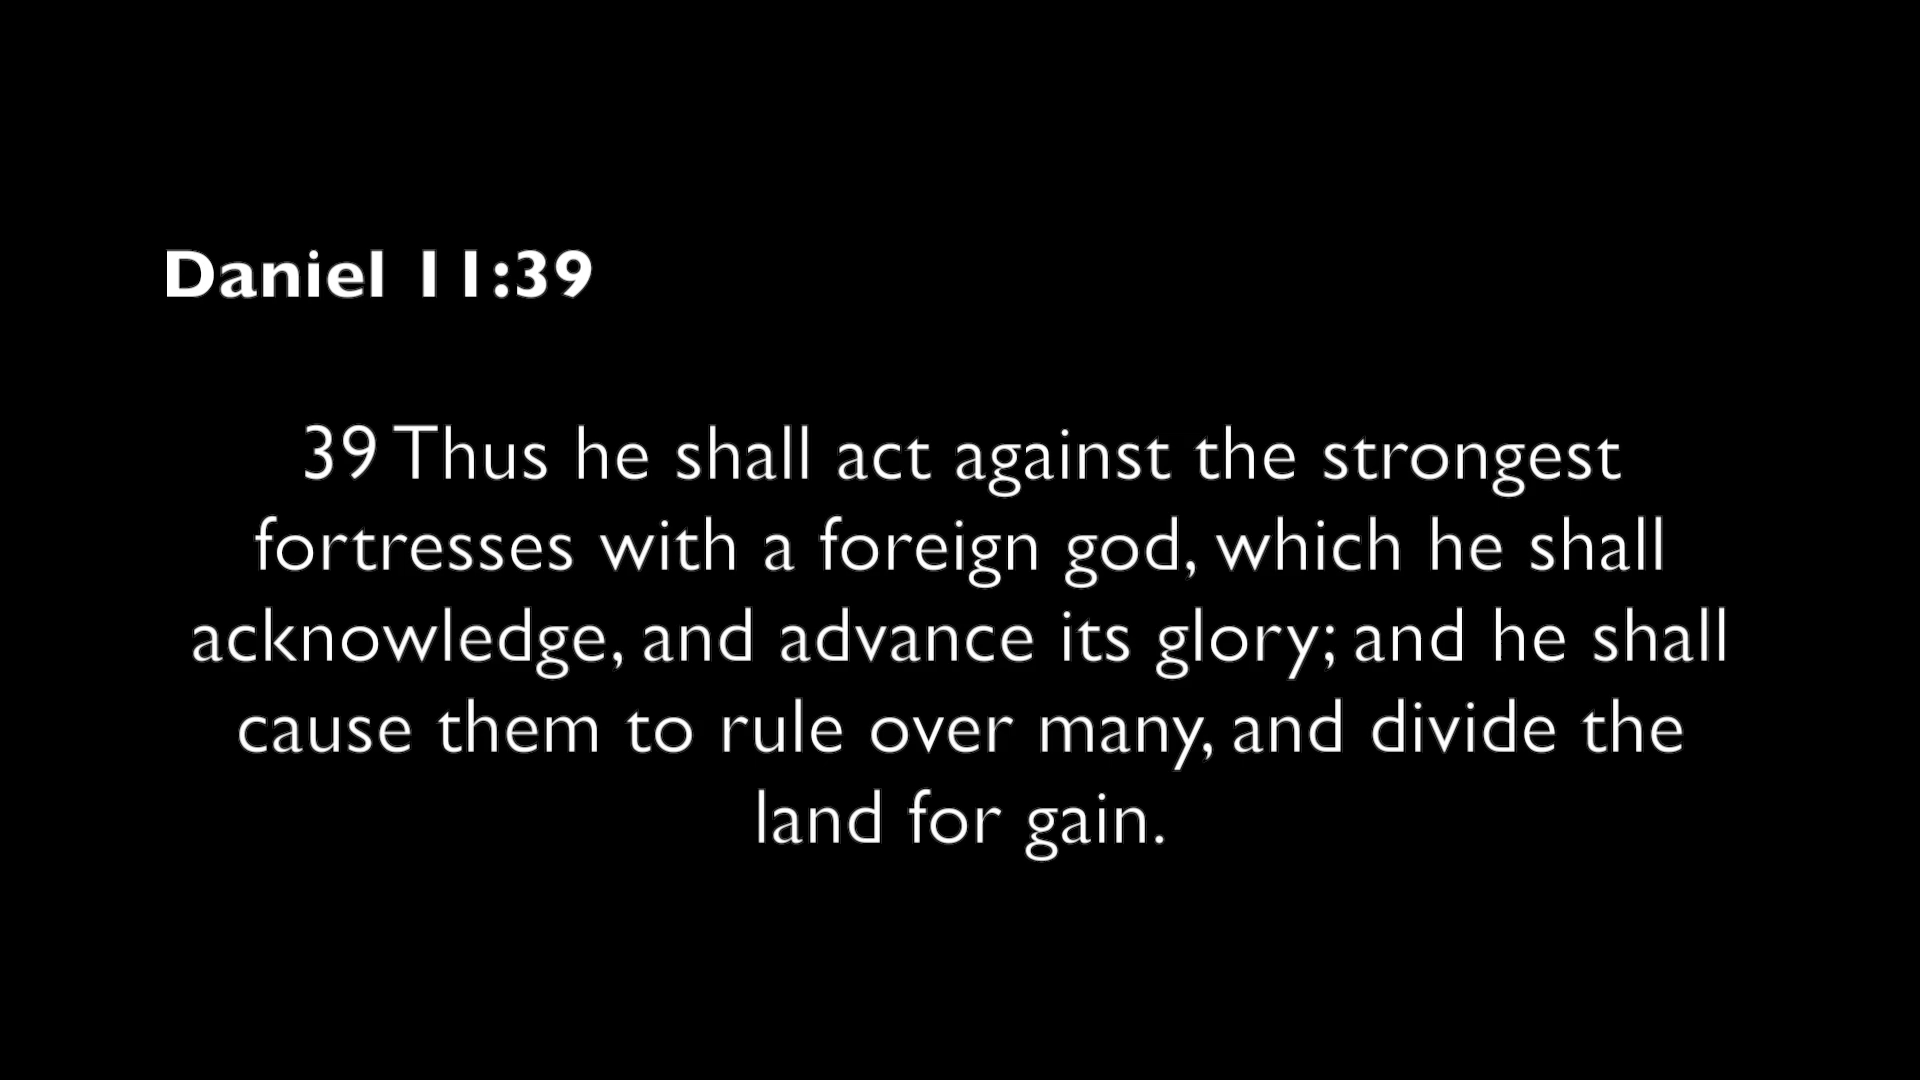 Daniel 11:39
39 Thus he shall act against the strongest
fortresses with a foreign god, which he shall
acknowledge, and advance its glory; and he shall
cause them to rule over many, and divide the
land for gain.